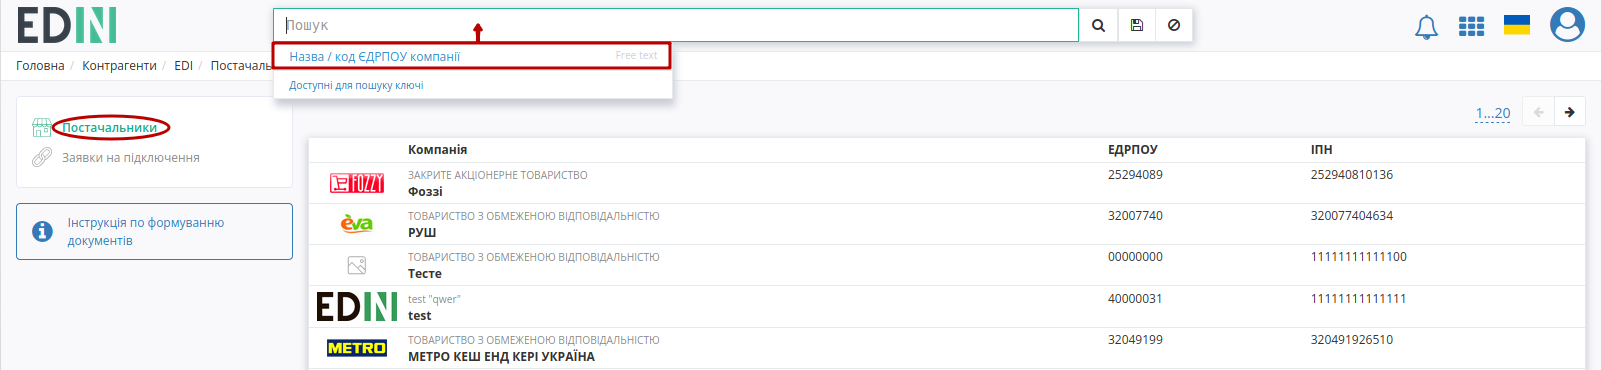 EDIN
Пошук
Назва / код ЄДРПОУ компанії Free text
Доступні для пошуку ключі
Головна / Контрагенти / EDI / Постачаль
Постачальники
Заявки на підключення
Інструкція по формуванню
документів
1...20
Компанія ЕДРПОУ ІПН
FOZZY
ЗАКРИТЕ АКЦІОНЕРНЕ ТОВАРИСТВО 25294089 252940810136
Фоззі
èva
ТОВАРИСТВО З ОБМЕЖЕНОЮ ВІДПОВІДАЛЬНІСТЮ 32007740 320077404634
РУШ
ТОВАРИСТВО З ОБМЕЖЕНОЮ ВІДПОВІДАЛЬНІСТЮ 00000000 11111111111100
Тесте
EDIN
test "qwer" 40000031 11111111111111
test
METRO
ТОВАРИСТВО З ОБМЕЖЕНОЮ ВІДПОВІДАЛЬНІСТЮ 32049199 320491926510
МЕТРО КЕШ ЕНД КЕРІ УКРАЇНА